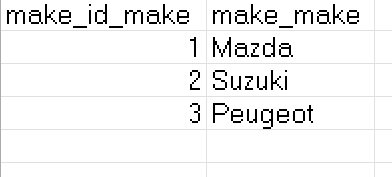 make_id_make make_make
1 Mazda
2 Suzuki
3 Peugeot